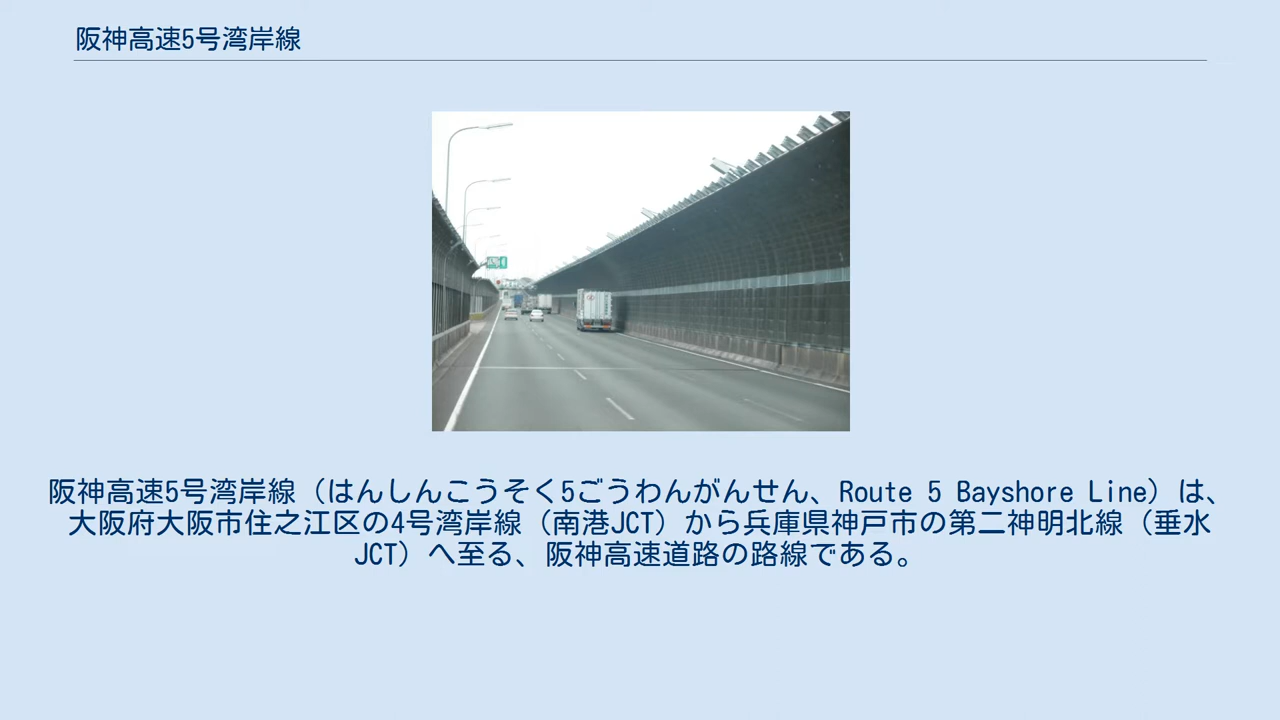 阪神高速5号湾岸線
阪神高速5号湾岸線（はんしんこうそく5ごうわんがんせん、Route 5 Bayshore Line）は、
大阪府大阪市住之江区の4号湾岸線（南港JCT）から兵庫県神戸市の第二神明北線（垂水
JCT）へ至る、阪神高速道路の路線である。